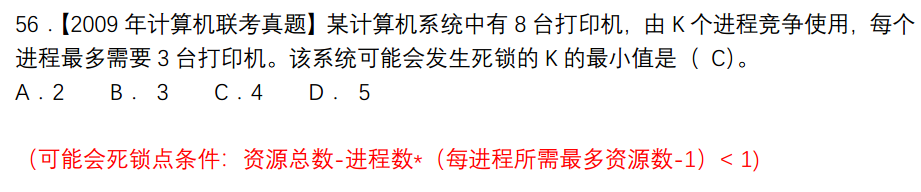 56．【2009 年计算机联考真题】某计算机系统中有 8 台打印机，由 K 个进程竞争使用，每个
进程最多需要 3 台打印机。该系统可能会发生死锁的 K 的最小值是（ C）。
A．2 B． 3 C．4 D． 5
（可能会死锁点条件：资源总数-进程数*（每进程所需最多资源数-1）< 1)